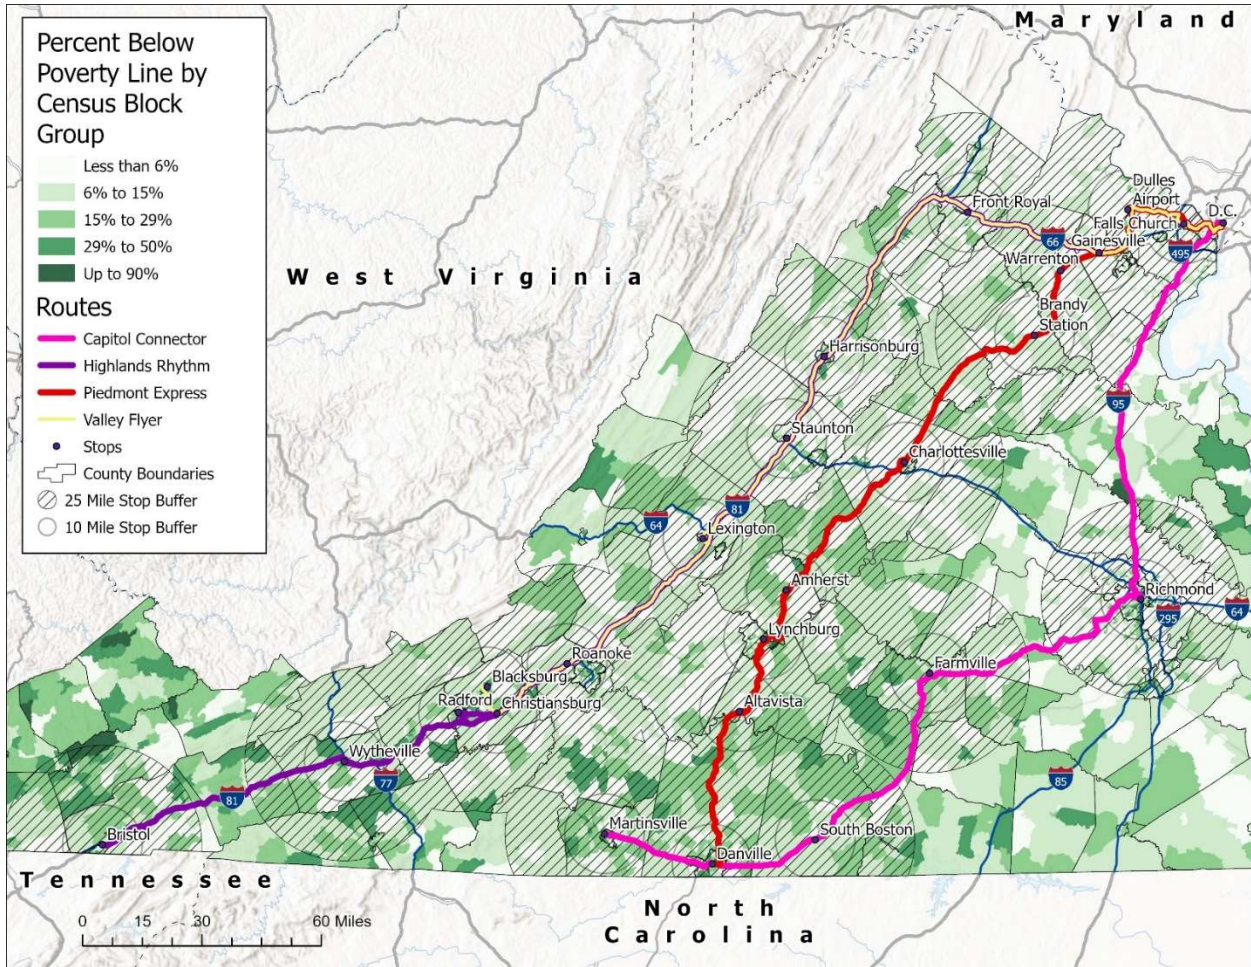 Percent Below
Poverty Line by
Census Block
Group
Less than 6%
6% to 15%
15% to 29%
29% to 50%
Up to 90%
Routes
Capitol Connector
Highlands Rhythm
Piedmont Express
Valley Flyer
Stops
County Boundaries
25 Mile Stop Buffer
10 Mile Stop Buffer
Maryland
West Virginia
Dulles
Airport
D.C.
Front Royal
Falls Church
66
Gainesville
495
Warrenton
Brandy
Station
Harrisonburg
95
Staunton
Charlottesville
81
64
Lexington
Amherst
Richmond
295
64
Lynchburg
Roanoke
Farmville
Blacksburg
Radford
Christiansburg
Altavista
Wytheville
77
85
81
Bristol
Martinsville
South Boston
Danville
Tennessee
North
Carolina
0 15 30 60 Miles